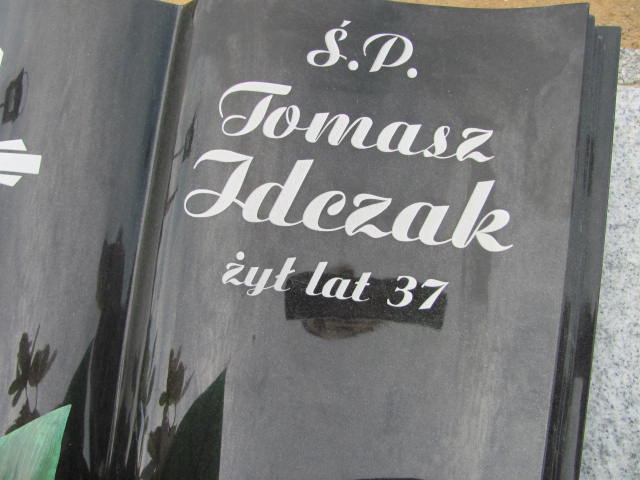 Ś.P.
Tomasz
Idczak
żył lat 37